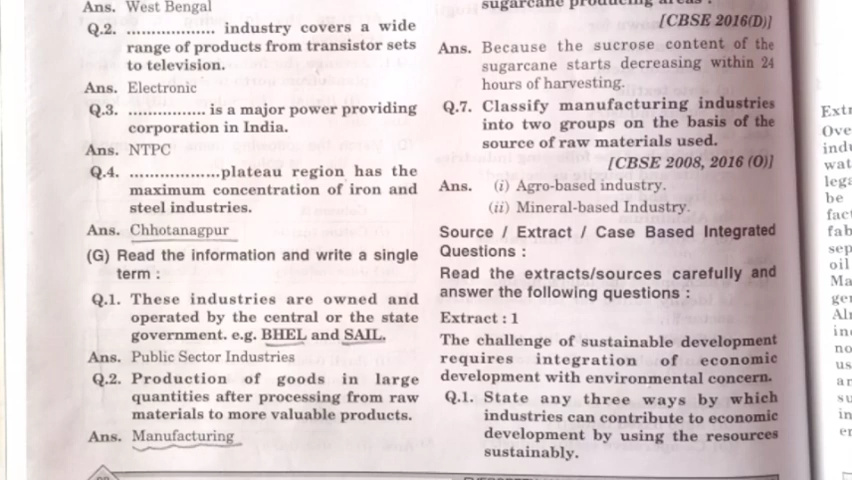 Ans. West Bengal
Q.2. .................. industry covers a wide
range of products from transistor sets
to television.
Ans. Electronic
Q.3. ................ is a major power providing
corporation in India.
Ans. NTPC
Q.4. ...................plateau region has the
maximum concentration of iron and
steel industries.
Ans. Chhotanagpur
(G) Read the information and write a single
term :
Q.1. These industries are owned and
operated by the central or the state
government. e.g. BHEL and SAIL.
Ans. Public Sector Industries
Q.2. Production of goods in large
quantities after processing from raw
materials to more valuable products.
Ans. Manufacturing
sugarcane producing areas ?
[CBSE 2016(D)]
Ans. Because the sucrose content of the
sugarcane starts decreasing within 24
hours of harvesting.
Q.7. Classify manufacturing industries
into two groups on the basis of the
source of raw materials used.
[CBSE 2008, 2016 (O)]
Ans. (i) Agro-based industry.
(ii) Mineral-based Industry.
Source / Extract / Case Based Integrated
Questions :
Read the extracts/sources carefully and
answer the following questions :
Extract : 1
The challenge of sustainable development
requires integration of economic
development with environmental concern.
Q.1. State any three ways by which
industries can contribute to economic
development by using the resources
sustainably.